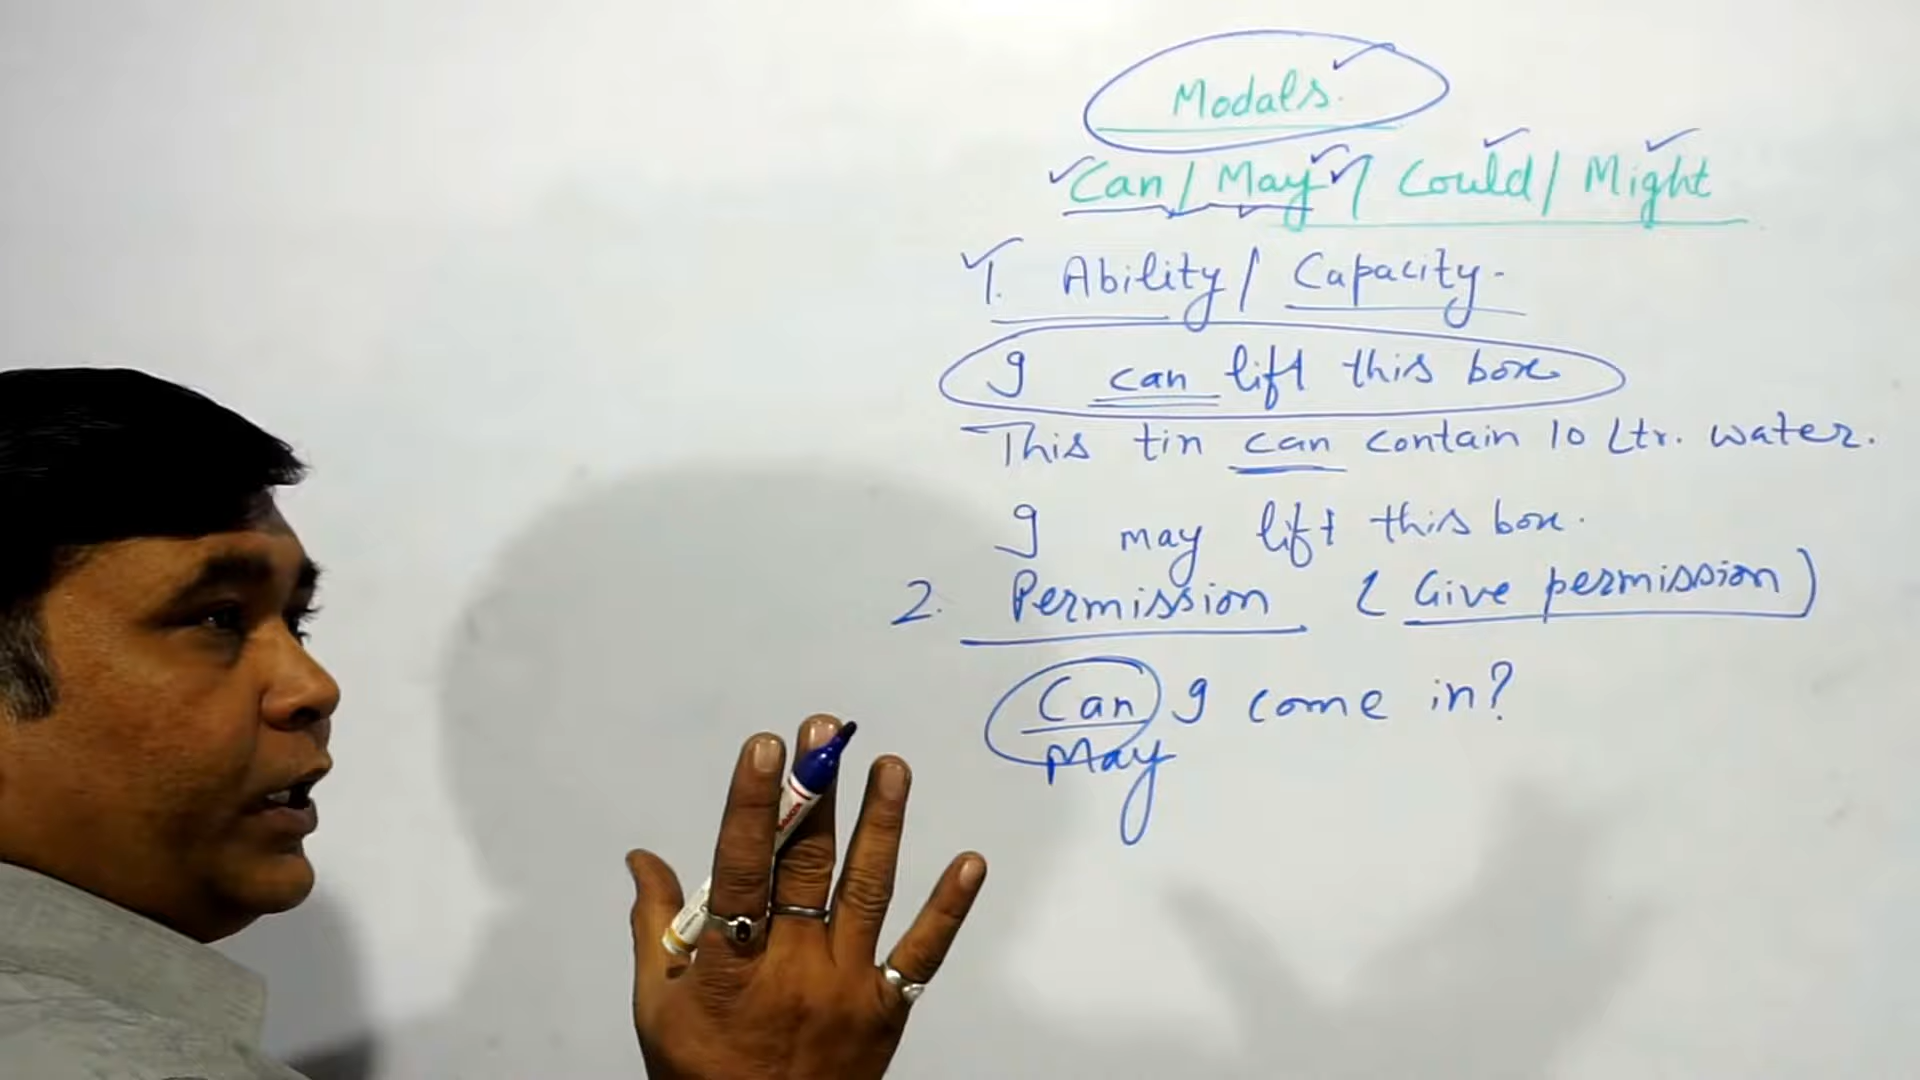 Modals.
Can / May / Could / Might
1. Ability / Capacity.
I can lift this box
This tin can contain 10 Ltr. water.
I may lift this box.
2. Permission ( Give permission )
Can I come in?
May